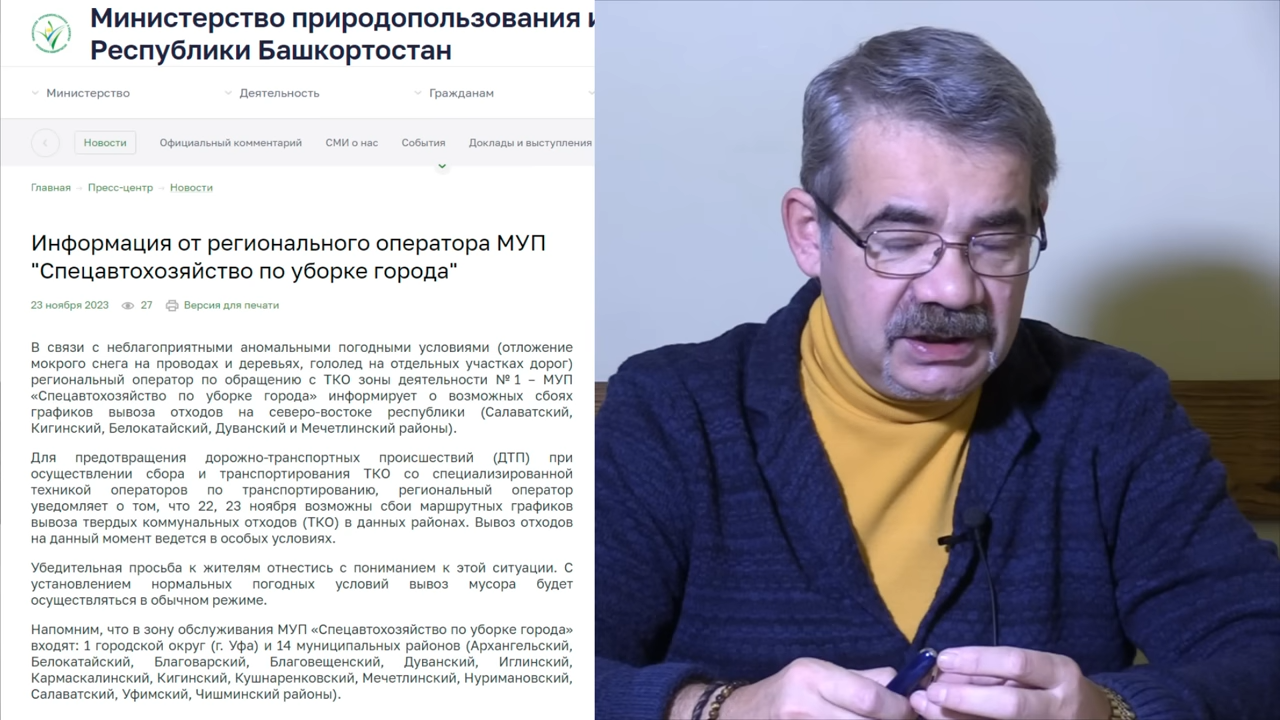 Министерство природопользования и
Республики Башкортостан
Министерство
Деятельность
Гражданам
Новости
Официальный комментарий
СМИ о нас
События
Доклады и выступления
Главная
Пресс-центр
Новости
Информация от регионального оператора МУП
"Спецавтохозяйство по уборке города"
23 ноября 2023
27
Версия для печати
В связи с неблагоприятными аномальными погодными условиями (отложение
мокрого снега на проводах и деревьях, гололед на отдельных участках дорог)
региональный оператор по обращению с ТКО зоны деятельности №1 – МУП
«Спецавтохозяйство по уборке города» информирует о возможных сбоях
графиков вывоза отходов на северо-востоке республики (Салаватский,
Кигинский, Белокатайский, Дуванский и Мечетлинский районы).
Для предотвращения дорожно-транспортных происшествий (ДТП) при
осуществлении сбора и транспортирования ТКО со специализированной
техникой операторов по транспортированию, региональный оператор
уведомляет о том, что 22, 23 ноября возможны сбои маршрутных графиков
вывоза твердых коммунальных отходов (ТКО) в данных районах. Вывоз отходов
на данный момент ведется в особых условиях.
Убедительная просьба к жителям отнестись с пониманием к этой ситуации. С
установлением нормальных погодных условий вывоз мусора будет
осуществляться в обычном режиме.
Напомним, что в зону обслуживания МУП «Спецавтохозяйство по уборке города»
входят: 1 городской округ (г. Уфа) и 14 муниципальных районов (Архангельский,
Белокатайский, Благоварский, Благовещенский, Дуванский, Иглинский,
Кармаскалинский, Кигинский, Кушнаренковский, Мечетлинский, Нуримановский,
Салаватский, Уфимский, Чишминский районы).